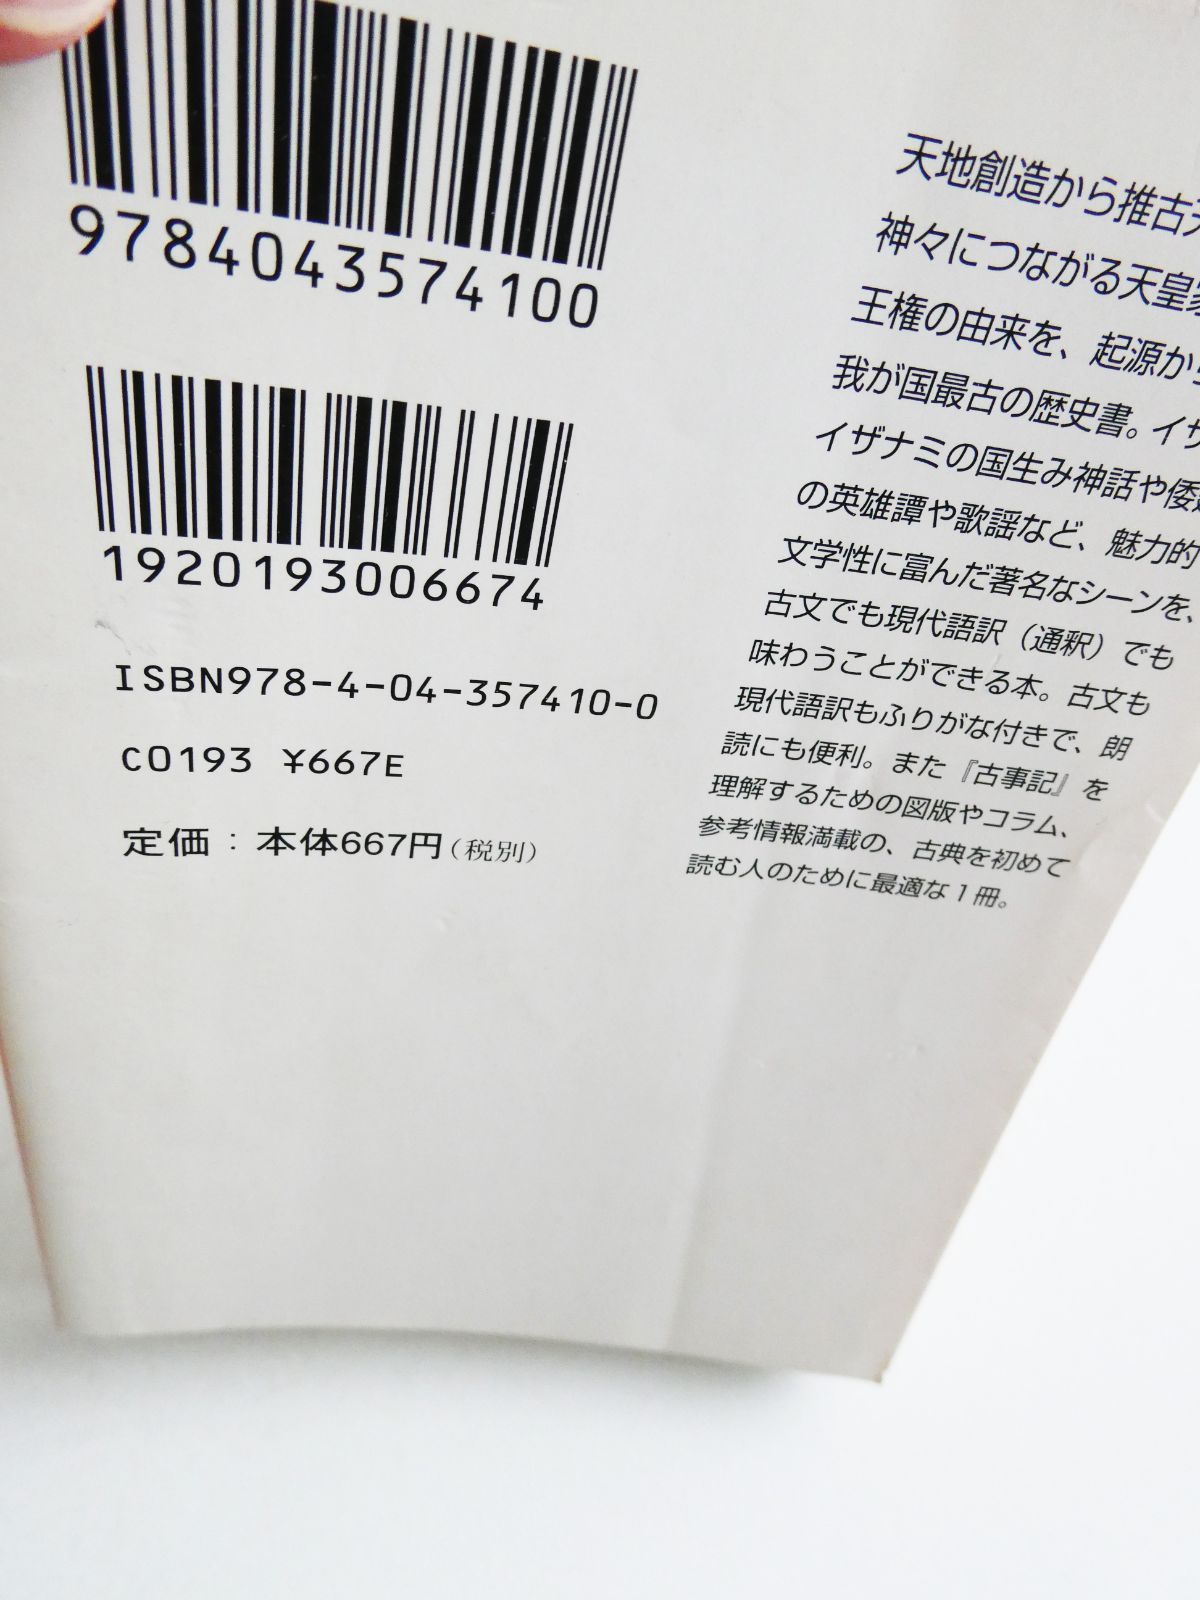 9784043574100
1920193006674
ISBN978-4-04-357410-0
C0193 ¥667E
定価：本体667円（税別）
天地創造から推古天
神々につながる天皇家
王権の由来を、起源から
我が国最古の歴史書。イザ
イザナミの国生み神話や倭建
の英雄譚や歌謡など、魅力的
文学性に富んだ著名なシーンを、
古文でも現代語訳（通釈）でも
味わうことができる本。古文も
現代語訳もふりがな付きで、朗
読にも便利。また『古事記』を
理解するための図版やコラム、
参考情報満載の、古典を初めて
読む人のために最適な1冊。